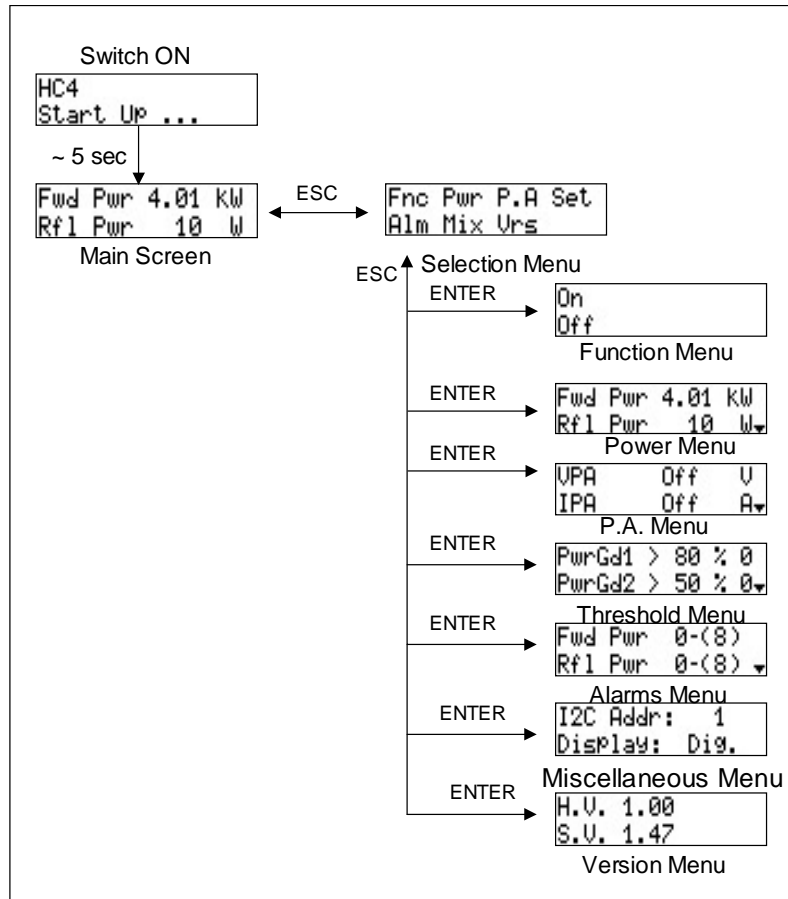 Switch ON
HC4
Start Up ...
~ 5 sec
Fwd Pwr 4.01 KW
Rfl Pwr 10 W
Main Screen
ESC
Fnc Pwr P.A Set
Alm Mix Vrs
Selection Menu
ESC
ENTER
On
Off
Function Menu
ENTER
Fwd Pwr 4.01 KW
Rfl Pwr 10 W
Power Menu
ENTER
VPA Off V
IPA Off A
P.A. Menu
ENTER
PwrGd1 > 80 % 0
PwrGd2 > 50 % 0
Threshold Menu
ENTER
Fwd Pwr 0-(8)
Rfl Pwr 0-(8)
Alarms Menu
ENTER
I2C Addr: 1
Display: Dig.
Miscellaneous Menu
ENTER
H.V. 1.00
S.V. 1.47
Version Menu